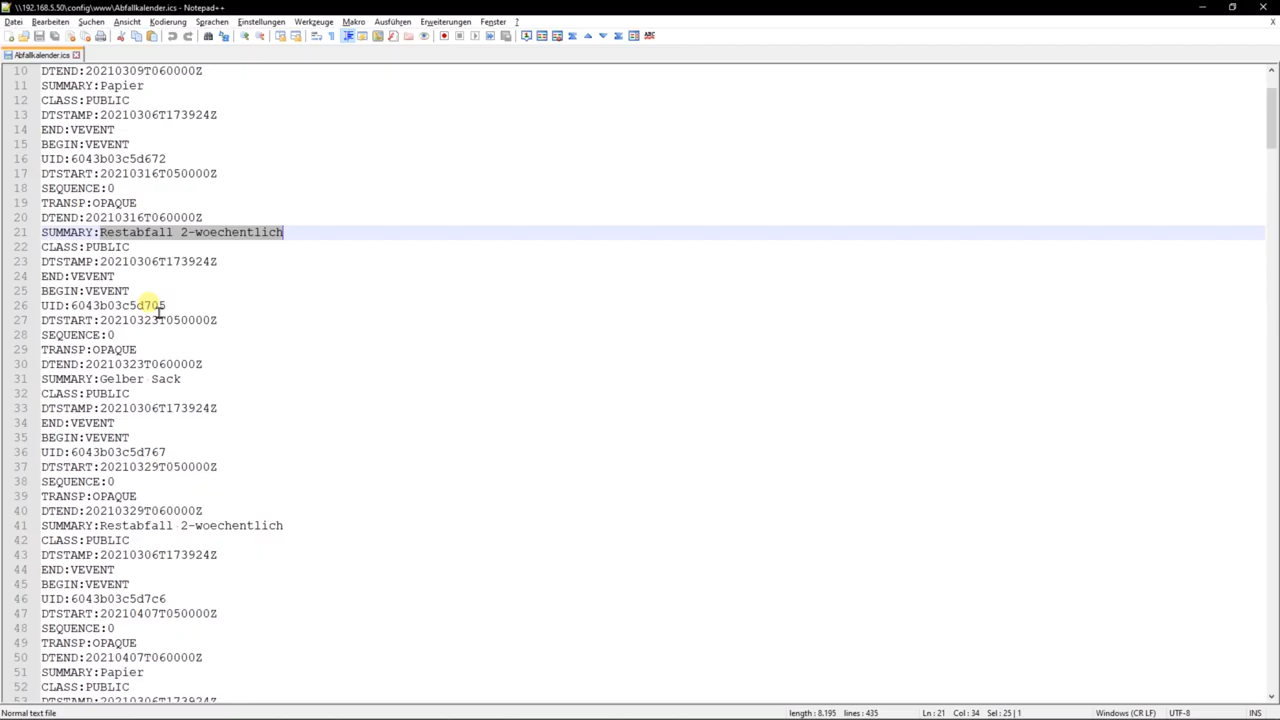 \\192.168.5.50\config\www\Abfallkalender.ics - Notepad++
Datei Bearbeiten Suchen Ansicht Kodierung Sprachen Einstellungen Werkzeuge Makro Ausführen Erweiterungen Fenster ?
Abfallkalender.ics
10 DTEND:20210309T060000Z
11 SUMMARY:Papier
12 CLASS:PUBLIC
13 DTSTAMP:20210306T173924Z
14 END:VEVENT
15 BEGIN:VEVENT
16 UID:6043b03c5d672
17 DTSTART:20210316T050000Z
18 SEQUENCE:0
19 TRANSP:OPAQUE
20 DTEND:20210316T060000Z
21 SUMMARY:Restabfall 2-woechentlich
22 CLASS:PUBLIC
23 DTSTAMP:20210306T173924Z
24 END:VEVENT
25 BEGIN:VEVENT
26 UID:6043b03c5d705
27 DTSTART:20210323T050000Z
28 SEQUENCE:0
29 TRANSP:OPAQUE
30 DTEND:20210323T060000Z
31 SUMMARY:Gelber Sack
32 CLASS:PUBLIC
33 DTSTAMP:20210306T173924Z
34 END:VEVENT
35 BEGIN:VEVENT
36 UID:6043b03c5d767
37 DTSTART:20210329T050000Z
38 SEQUENCE:0
39 TRANSP:OPAQUE
40 DTEND:20210329T060000Z
41 SUMMARY:Restabfall 2-woechentlich
42 CLASS:PUBLIC
43 DTSTAMP:20210306T173924Z
44 END:VEVENT
45 BEGIN:VEVENT
46 UID:6043b03c5d7c6
47 DTSTART:20210407T050000Z
48 SEQUENCE:0
49 TRANSP:OPAQUE
50 DTEND:20210407T060000Z
51 SUMMARY:Papier
52 CLASS:PUBLIC
53 DTSTAMP:20210306T173924Z
Normal text file length : 8.195 lines : 435 Ln : 21 Col : 34 Sel : 25 | 1 Windows (CR LF) UTF-8 INS